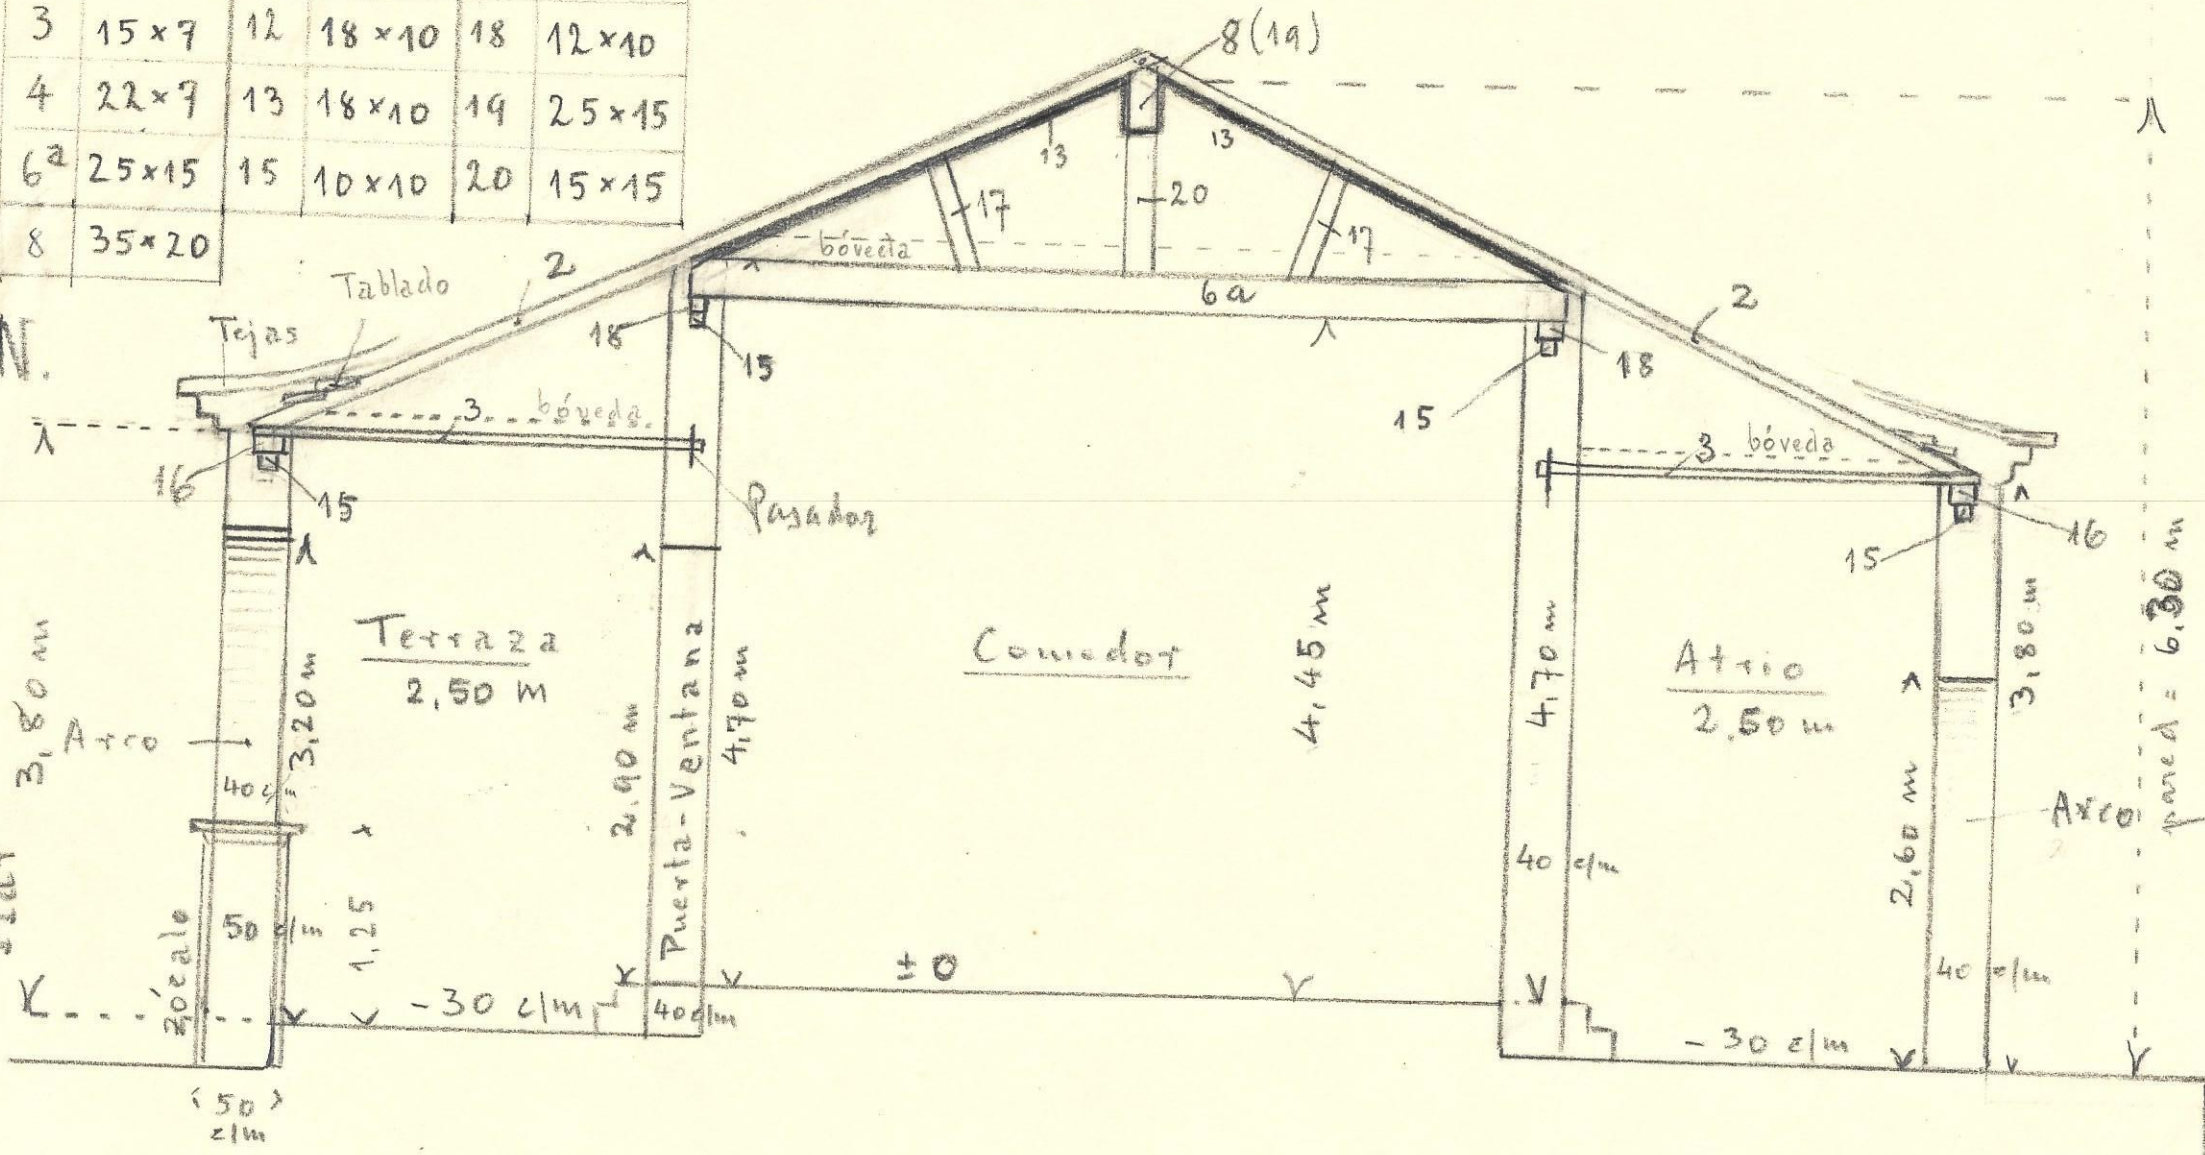 3 15×7 12 18×10 18 12×10
4 22×7 13 18×10 19 25×15
6a 25×15 15 10×10 20 15×15
8 35×20
N.
8(19)
13
13
17
20
17
bóveda
6a
2
2
Tablado
Tejas
18
15
18
15
3
bóveda
3
bóveda
16
15
Pasador
15
16
3,80 m
Arco
3,20 m
40 c/m
Terraza
2,50 m
2.90 m
Puerta-Ventana
4,70 m
Comedor
4,45 m
4,70 m
Atrio
2,50 m
2,60 m
3,80 m
Arco
pared = 6,30 m
zócalo
50 c/m
1,25
-30 c/m
40 c/m
±0
40 c/m
-30 c/m
40 c/m
50
c/m